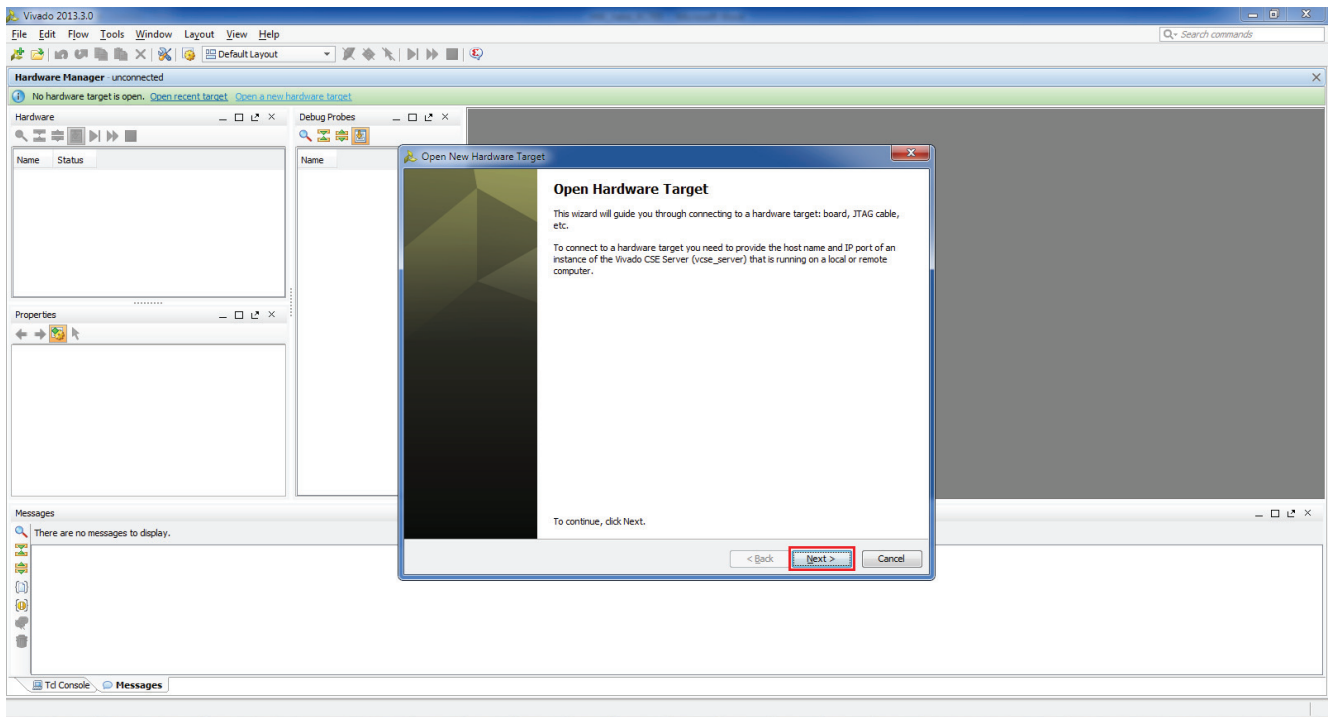 Vivado 2013.3.0
File Edit Flow Tools Window Layout View Help
Q- Search commands
Default Layout
Hardware Manager - unconnected
No hardware target is open. Open recent target Open a new hardware target
Hardware
Debug Probes
Name Status
Name
Open New Hardware Target
Open Hardware Target
This wizard will guide you through connecting to a hardware target: board, JTAG cable,
etc.
To connect to a hardware target you need to provide the host name and IP port of an
instance of the Vivado CSE Server (vcse_server) that is running on a local or remote
computer.
Properties
To continue, click Next.
< Back Next > Cancel
Messages
There are no messages to display.
Tcl Console Messages